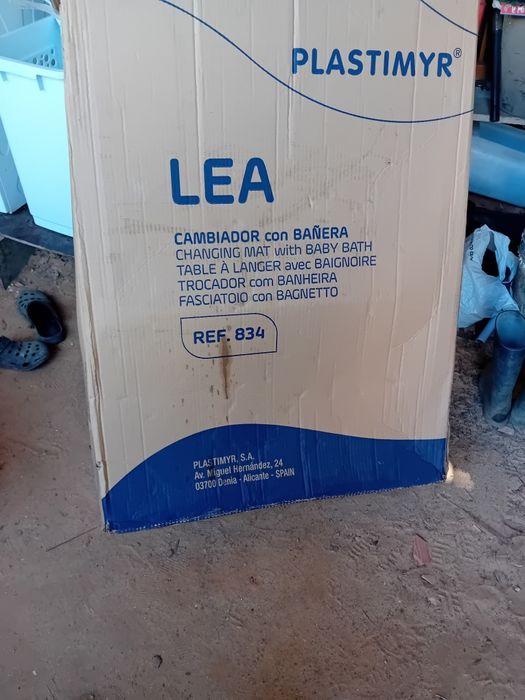 PLASTIMYR®
LEA
CAMBIADOR con BAÑERA
CHANGING MAT with BABY BATH
TABLE À LANGER avec BAIGNOIRE
TROCADOR com BANHEIRA
FASCIATOIO con BAGNETTO
REF. 834
PLASTIMYR, S.A.
Av. Miguel Hernández, 24
03700 Denia - Alicante - SPAIN